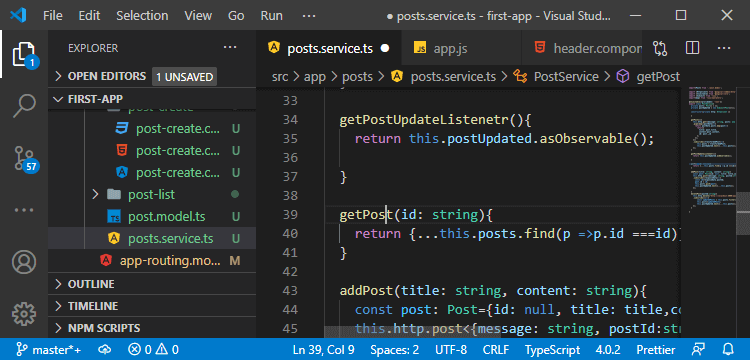 File Edit Selection View Go Run ··· posts.service.ts - first-app - Visual Stud...
EXPLORER
OPEN EDITORS 1 UNSAVED
FIRST-APP
post-create
post-create.c... U
post-create.c... U
post-create.c... U
post-list
post.model.ts U
posts.service.ts U
app-routing.mo... M
OUTLINE
TIMELINE
NPM SCRIPTS
1
57
posts.service.ts JS app.js header.compon
src > app > posts > posts.service.ts > PostService > getPost
33
34 getPostUpdateListenetr(){
35 return this.postUpdated.asObservable();
36
37 }
38
39 getPost(id: string){
40 return {...this.posts.find(p =>p.id ===id)}
41 }
42
43 addPost(title: string, content: string){
44 const post: Post={id: null, title: title,co
45 this.http.post<{message: string, postId:str
master*+ 0 0 Ln 39, Col 9 Spaces: 2 UTF-8 CRLF TypeScript 4.0.2 Prettier